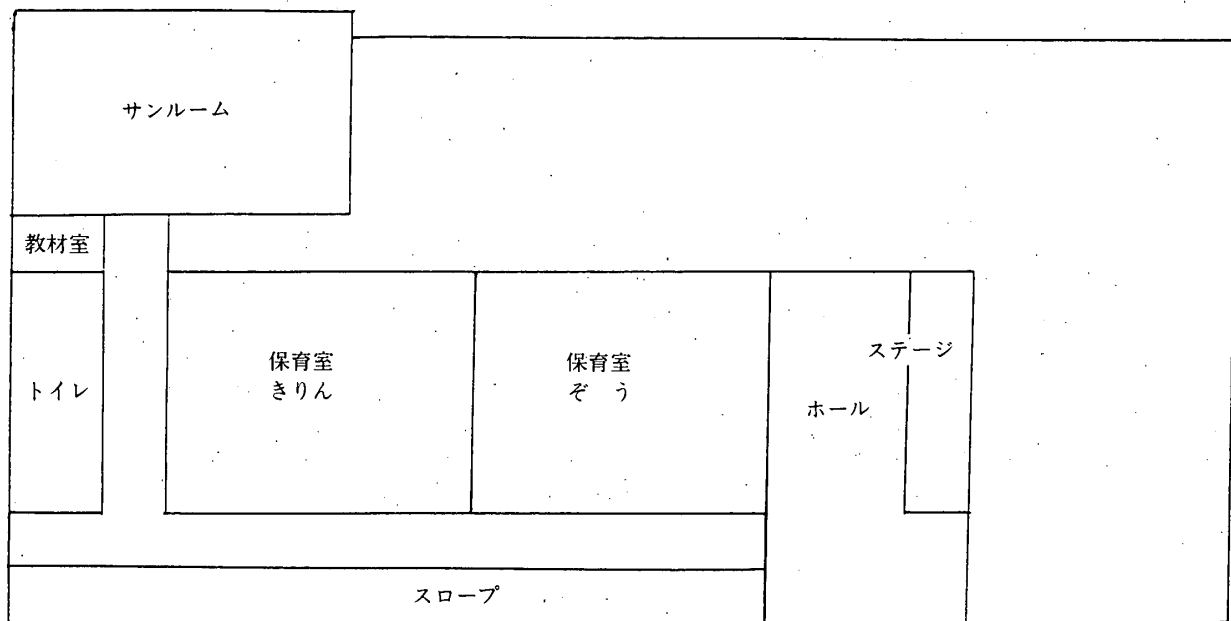 サンルーム
教材室
トイレ
保育室
きりん
保育室
ぞう
ホール
ステージ
スロープ